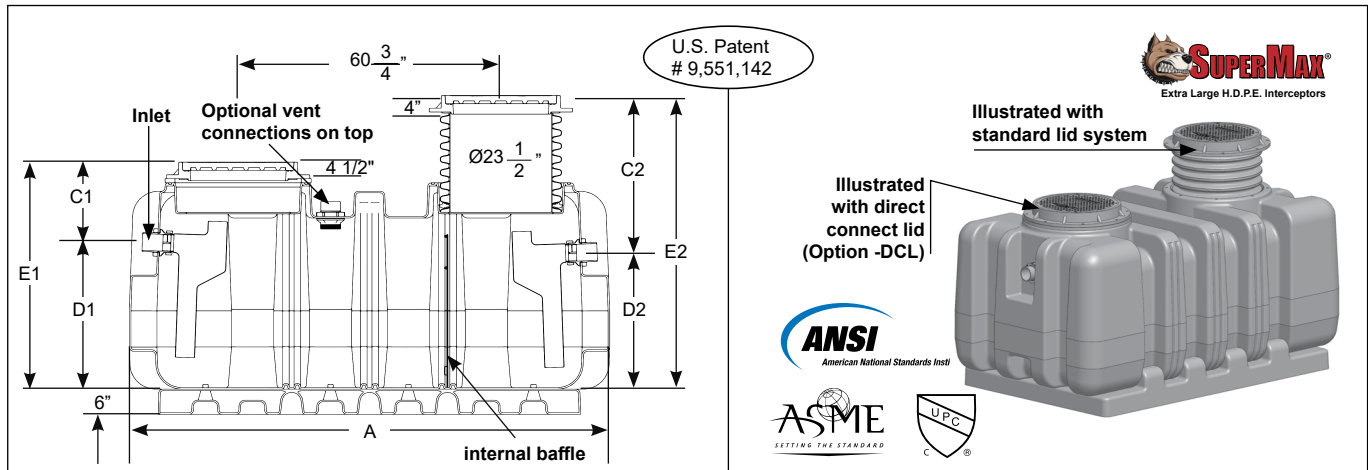 60 3/4”
U.S. Patent
# 9,551,142
SUPERMAX®
Extra Large H.D.P.E. Interceptors
Inlet
Optional vent
connections on top
4”
Illustrated with
standard lid system
Ø23 1/2”
4 1/2"
C1
C2
Illustrated
with direct
connect lid
(Option -DCL)
E1
D1
E2
D2
ANSI
American National Standards Insti
6”
A
internal baffle
ASME
SETTING THE STANDARD
UPC
C ®